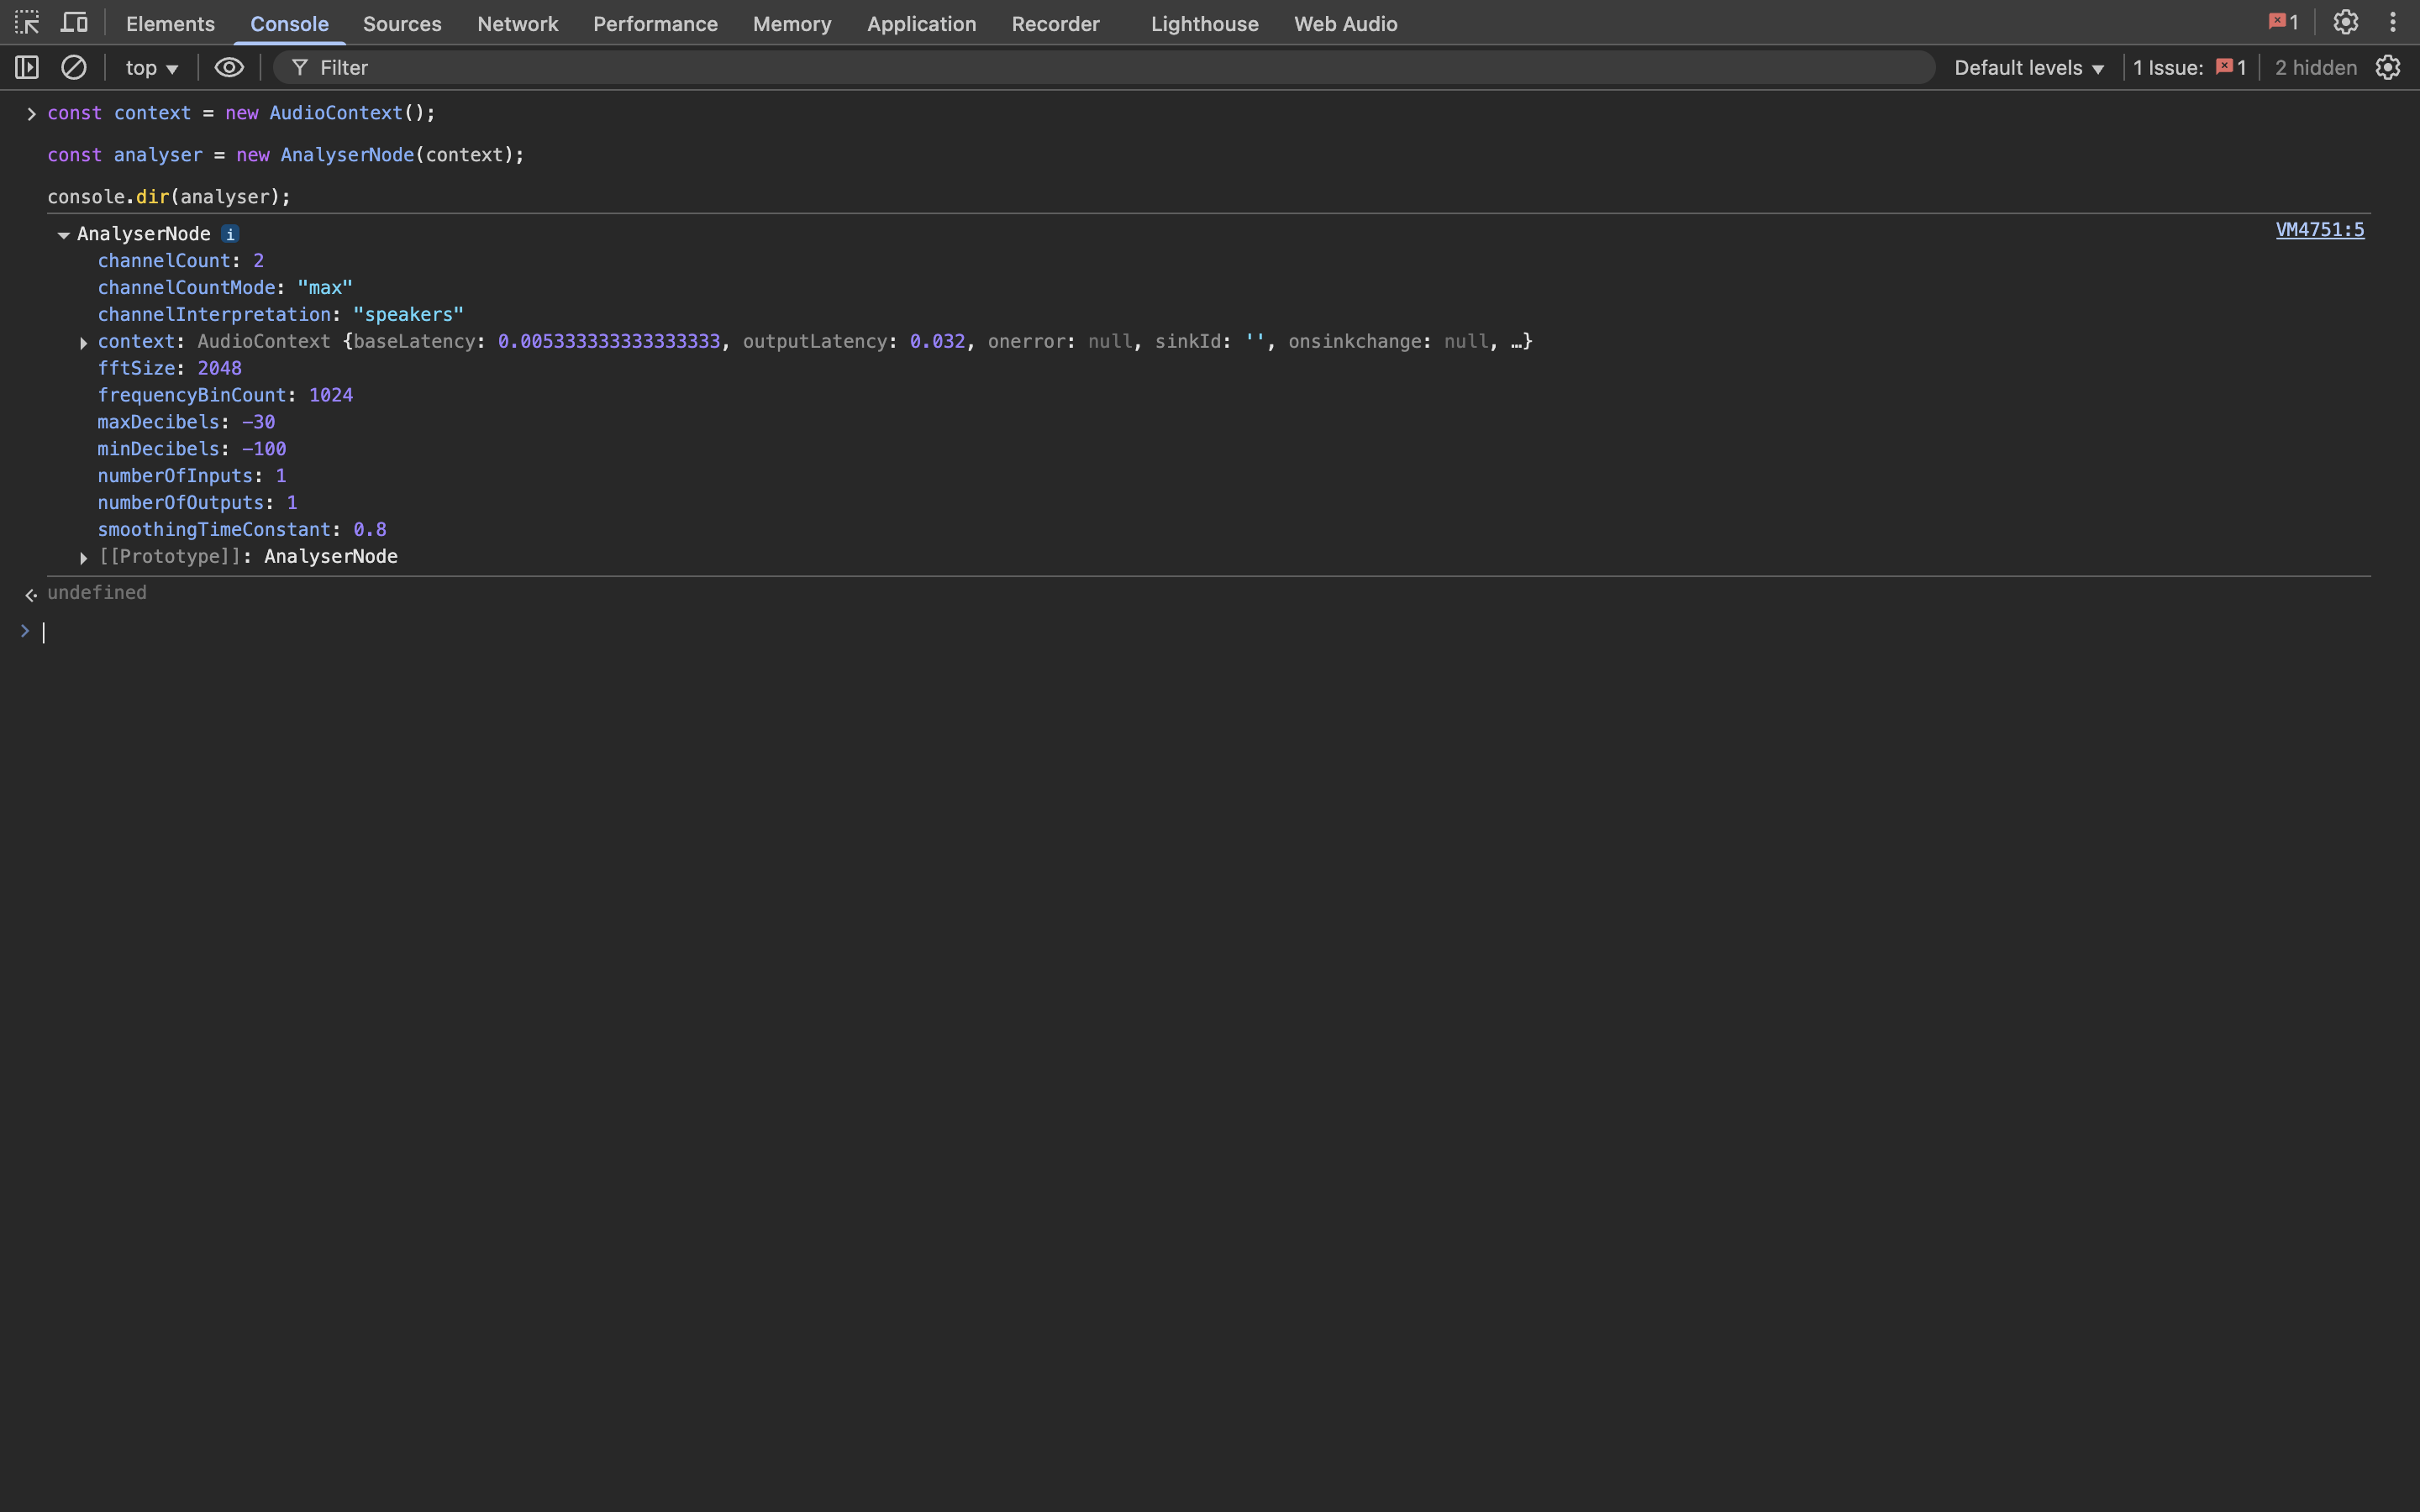 Elements Console Sources Network Performance Memory Application Recorder Lighthouse Web Audio 1
top Filter Default levels 1 Issue: 1 2 hidden
const context = new AudioContext();
const analyser = new AnalyserNode(context);
console.dir(analyser);
AnalyserNode i VM4751:5
channelCount: 2
channelCountMode: "max"
channelInterpretation: "speakers"
context: AudioContext {baseLatency: 0.005333333333333333, outputLatency: 0.032, onerror: null, sinkId: '', onsinkchange: null, …}
fftSize: 2048
frequencyBinCount: 1024
maxDecibels: -30
minDecibels: -100
numberOfInputs: 1
numberOfOutputs: 1
smoothingTimeConstant: 0.8
[[Prototype]]: AnalyserNode
undefined